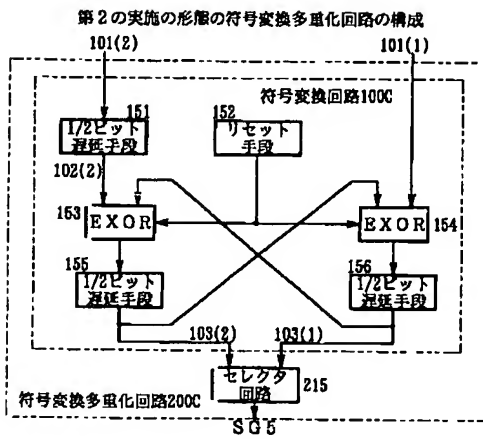 第2の実施の形態の符号変換多重化回路の構成
101(2)
101(1)
符号変換回路100C
151
152
1/2ビット
遅延手段
リセット
手段
102(2)
153
EXOR
EXOR
154
155
156
1/2ビット
遅延手段
1/2ビット
遅延手段
103(2)
103(1)
セレクタ
回路
215
符号変換多重化回路200C
SG5